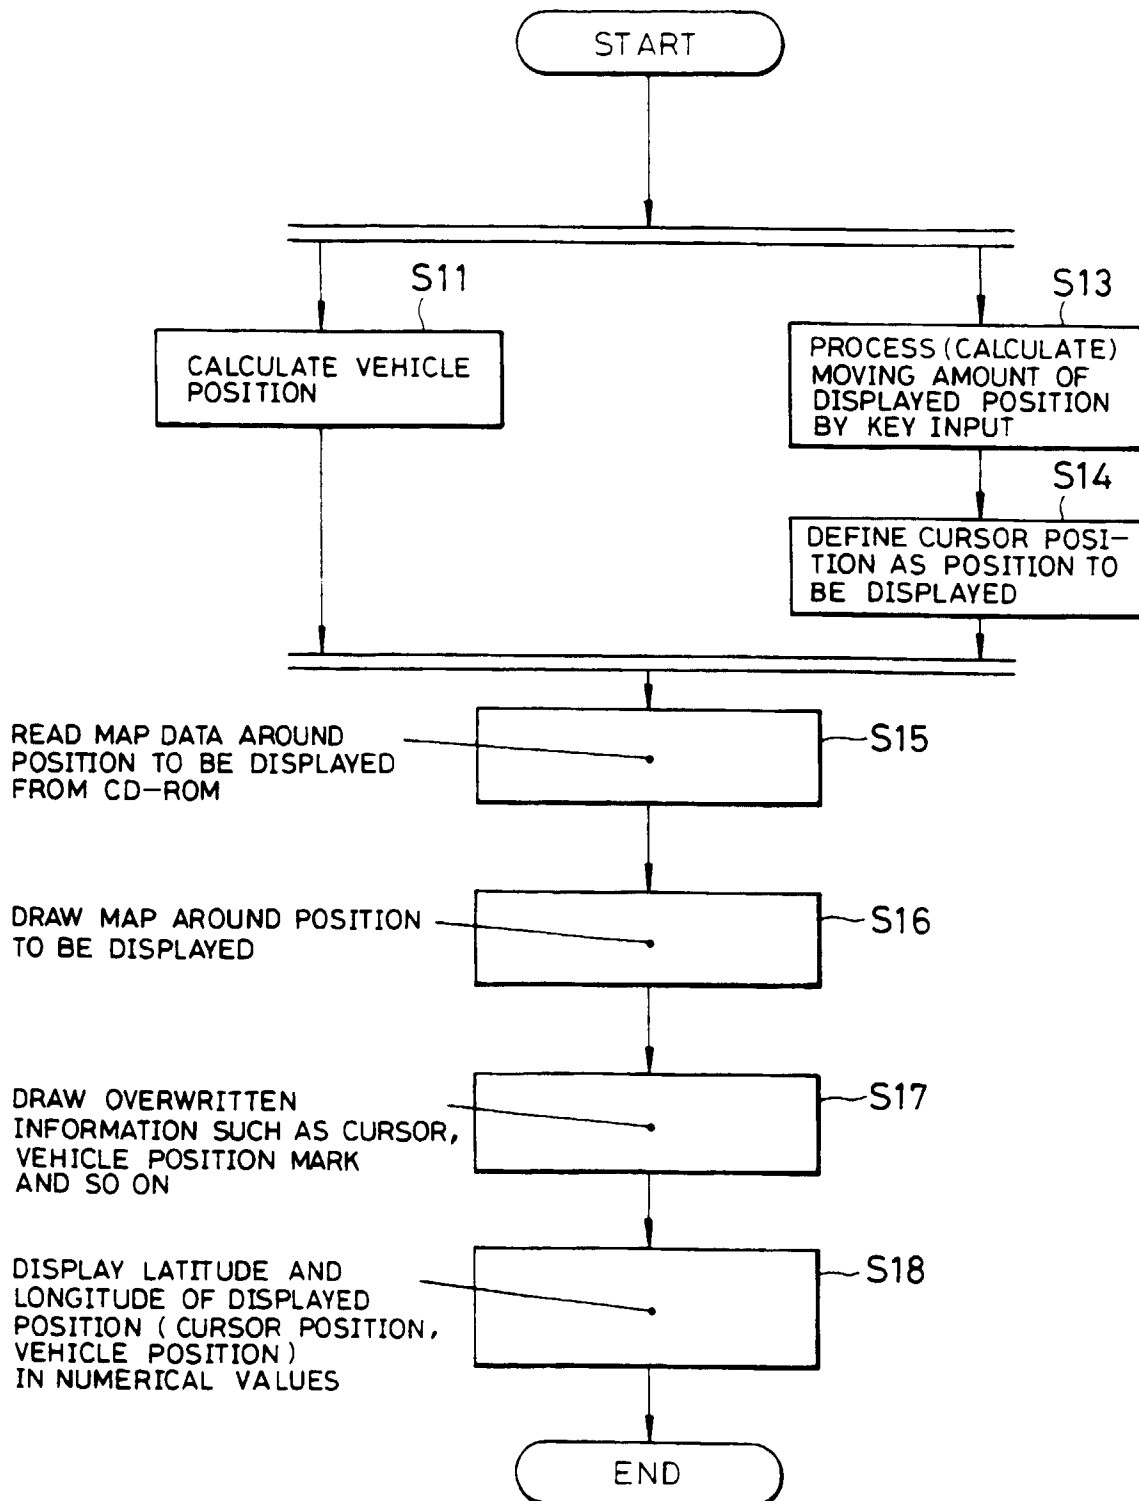 START
S11
CALCULATE VEHICLE
POSITION
S13
PROCESS (CALCULATE)
MOVING AMOUNT OF
DISPLAYED POSITION
BY KEY INPUT
S14
DEFINE CURSOR POSI-
TION AS POSITION TO
BE DISPLAYED
READ MAP DATA AROUND
POSITION TO BE DISPLAYED
FROM CD-ROM
S15
DRAW MAP AROUND POSITION
TO BE DISPLAYED
S16
DRAW OVERWRITTEN
INFORMATION SUCH AS CURSOR,
VEHICLE POSITION MARK
AND SO ON
S17
DISPLAY LATITUDE AND
LONGITUDE OF DISPLAYED
POSITION ( CURSOR POSITION,
VEHICLE POSITION )
IN NUMERICAL VALUES
S18
END